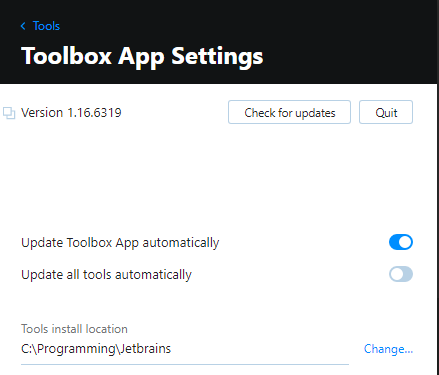 Tools
Toolbox App Settings
Version 1.16.6319
Check for updates
Quit
Update Toolbox App automatically
Update all tools automatically
Tools install location
C:\Programming\Jetbrains
Change...